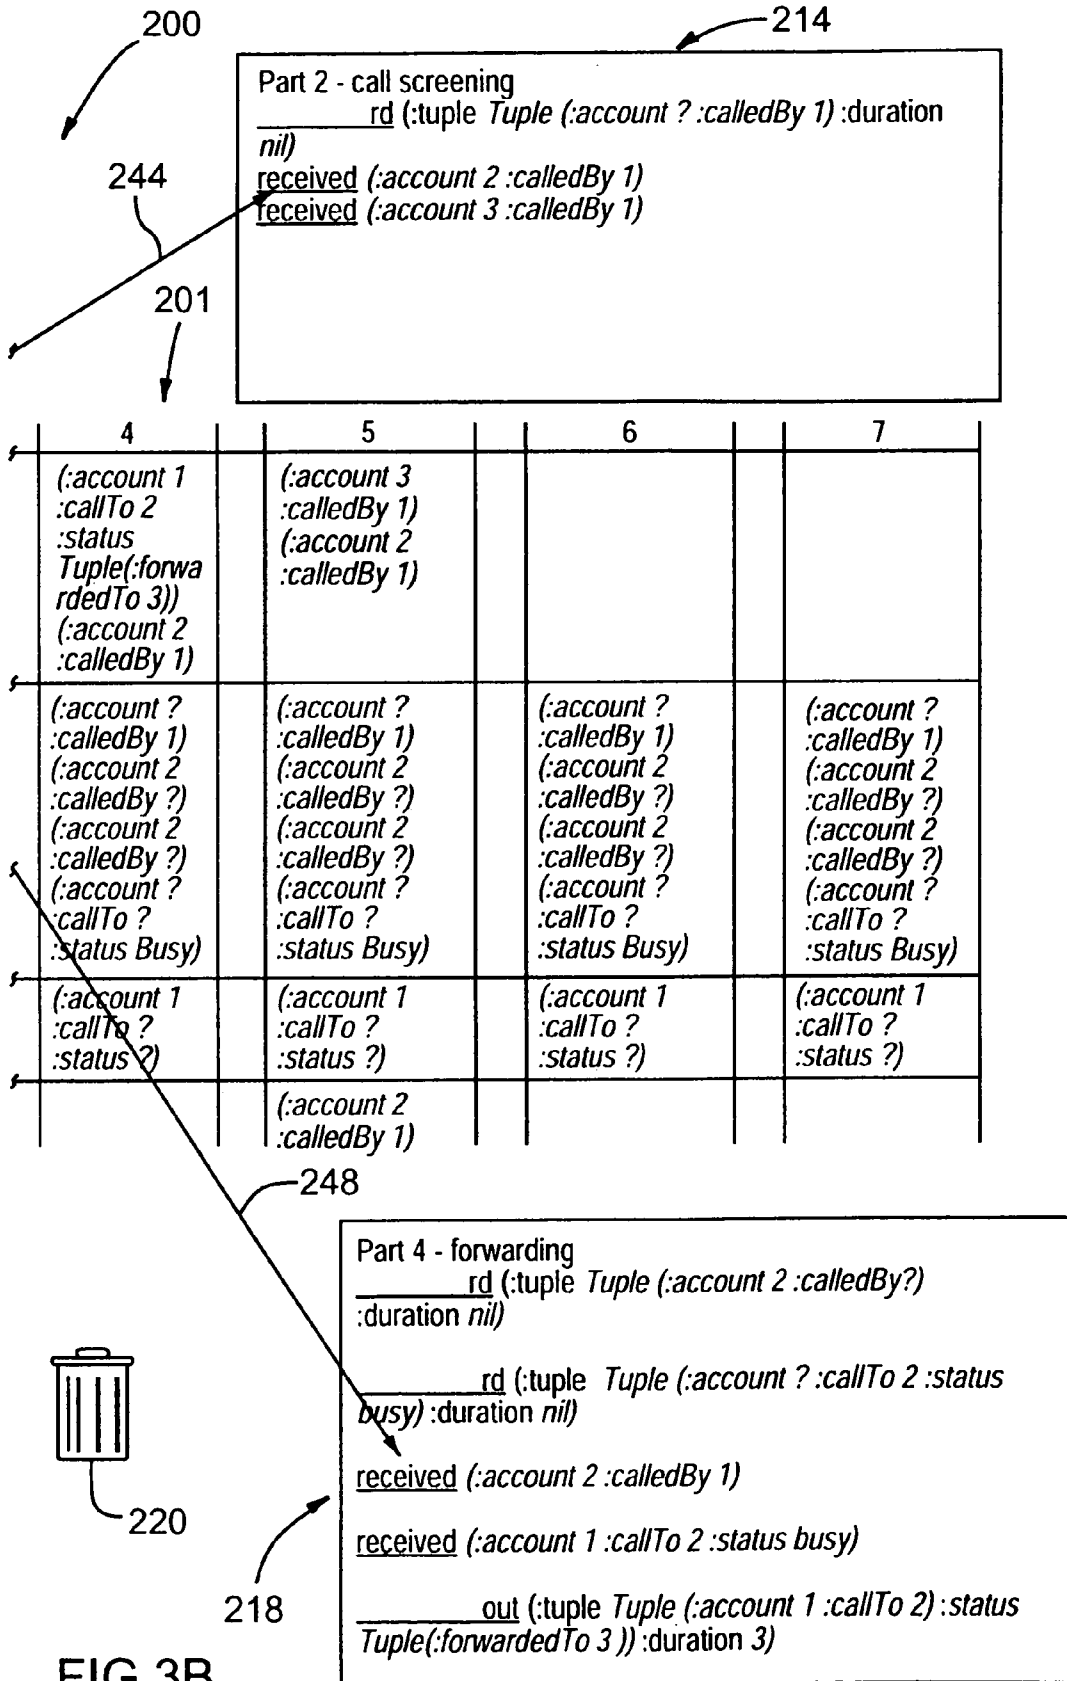 200
214
Part 2 - call screening
rd (:tuple Tuple (:account ? :calledBy 1) :duration
nil)
received (:account 2 :calledBy 1)
received (:account 3 :calledBy 1)
244
201
4 5 6 7
(:account 1
:callTo 2
:status
Tuple(:forwa
rdedTo 3))
(:account 2
:calledBy 1)
(:account 3
:calledBy 1)
(:account 2
:calledBy 1)
(:account ?
:calledBy 1)
(:account 2
:calledBy ?)
(:account 2
:calledBy ?)
(:account ?
:callTo ?
:status Busy)
(:account ?
:calledBy 1)
(:account 2
:calledBy ?)
(:account 2
:calledBy ?)
(:account ?
:callTo ?
:status Busy)
(:account ?
:calledBy 1)
(:account 2
:calledBy ?)
(:account 2
:calledBy ?)
(:account ?
:callTo ?
:status Busy)
(:account ?
:calledBy 1)
(:account 2
:calledBy ?)
(:account 2
:calledBy ?)
(:account ?
:callTo ?
:status Busy)
(:account 1
:callTo ?
:status ?)
(:account 1
:callTo ?
:status ?)
(:account 1
:callTo ?
:status ?)
(:account 1
:callTo ?
:status ?)
(:account 2
:calledBy 1)
248
Part 4 - forwarding
rd (:tuple Tuple (:account 2 :calledBy?)
:duration nil)
rd (:tuple Tuple (:account ? :callTo 2 :status
busy) :duration nil)
received (:account 2 :calledBy 1)
received (:account 1 :callTo 2 :status busy)
out (:tuple Tuple (:account 1 :callTo 2) :status
Tuple(:forwardedTo 3 )) :duration 3)
220
218
FIG 3B